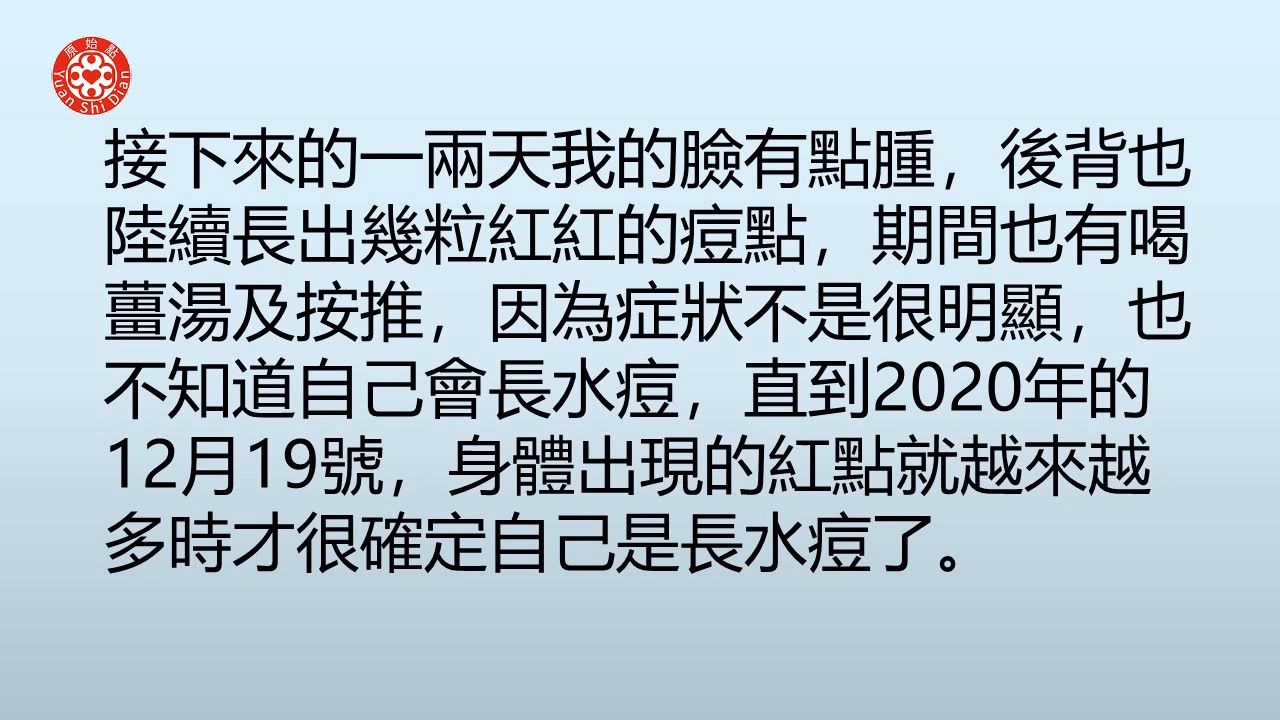 原始點
Yuan Shi Dian
接下來的一兩天我的臉有點腫，後背也
陸續長出幾粒紅紅的痘點，期間也有喝
薑湯及按推，因為症狀不是很明顯，也
不知道自己會長水痘，直到2020年的
12月19號，身體出現的紅點就越來越
多時才很確定自己是長水痘了。